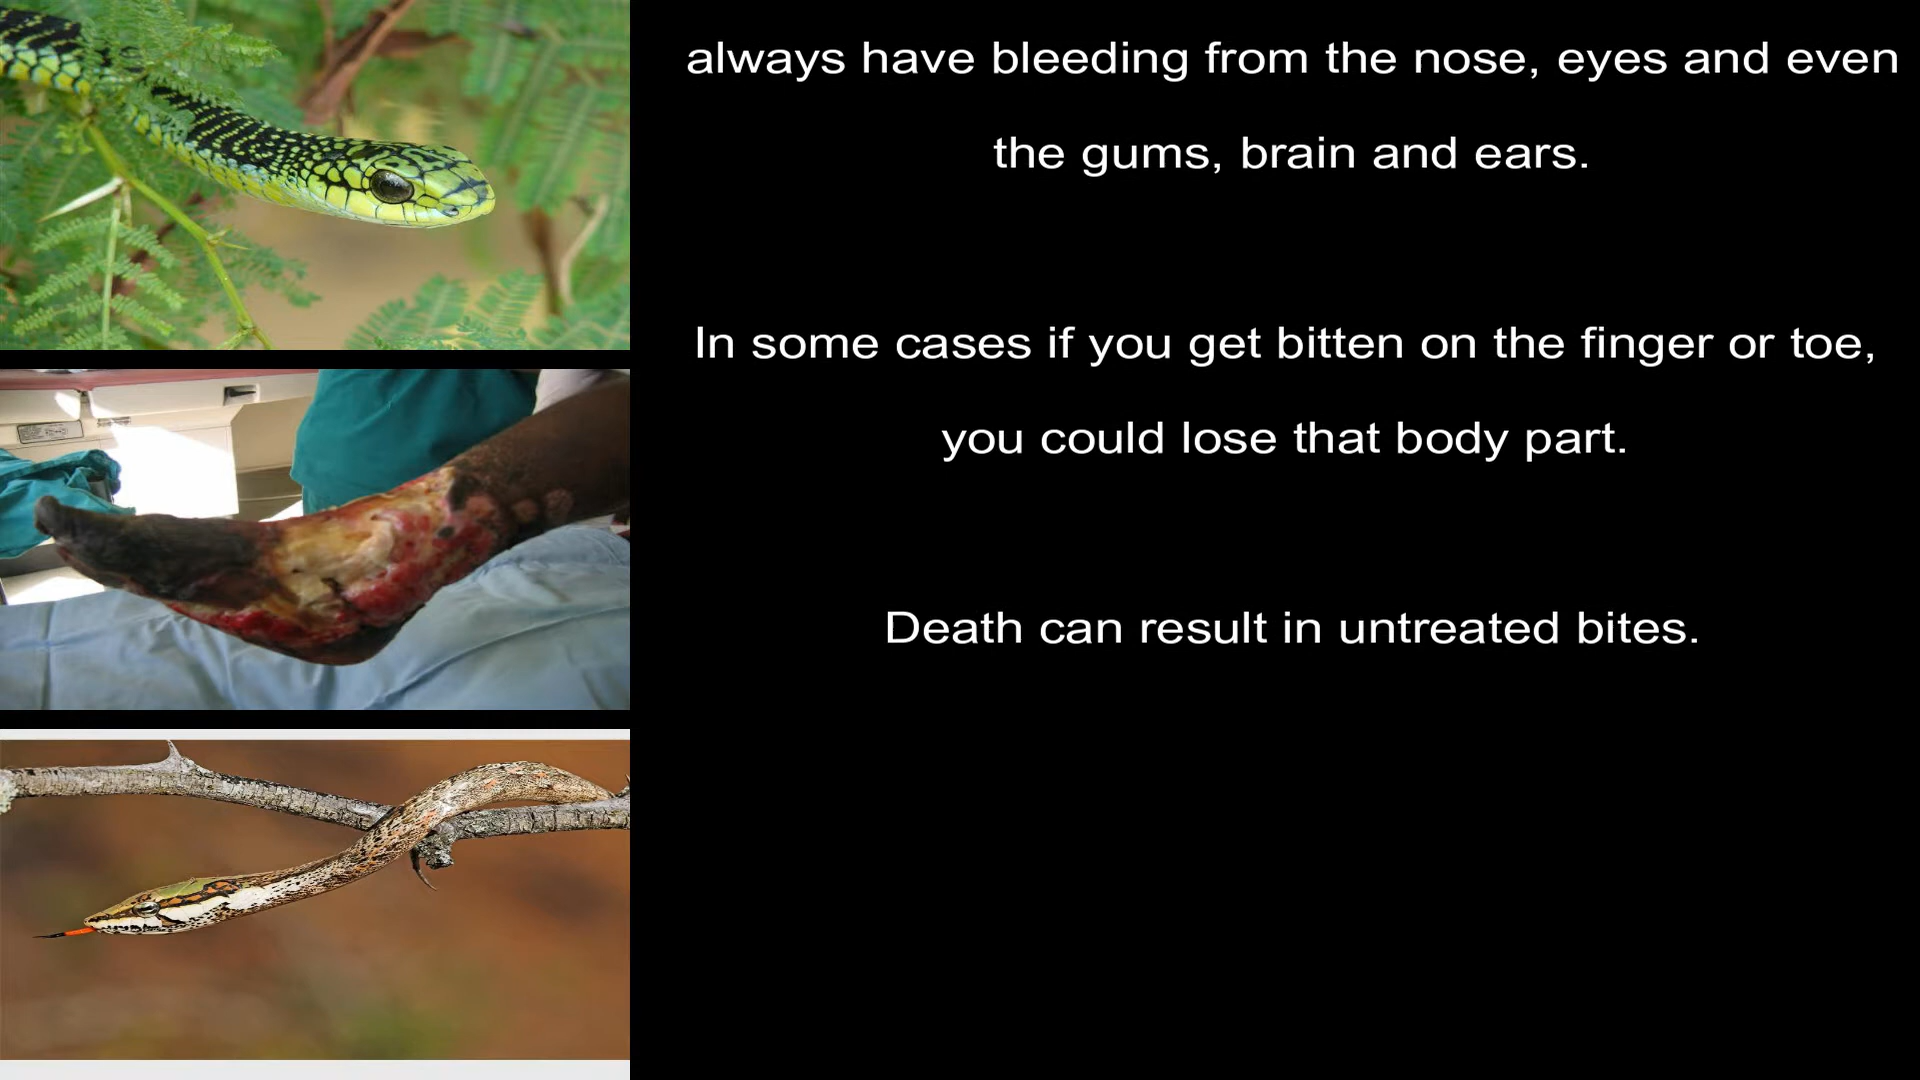 always have bleeding from the nose, eyes and even
the gums, brain and ears.
In some cases if you get bitten on the finger or toe,
you could lose that body part.
Death can result in untreated bites.